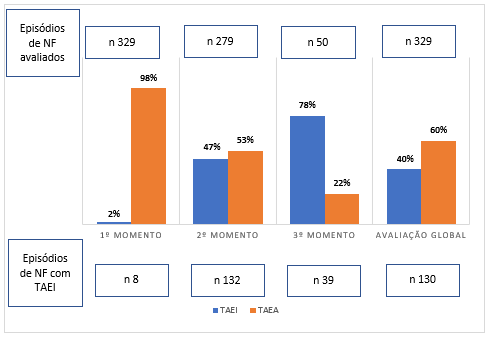 Episódios
de NF
avaliados
n 329
n 279
n 50
n 329
98%
78%
60%
53%
47%
40%
22%
2%
1º MOMENTO
2º MOMENTO
3º MOMENTO
AVALIAÇÃO GLOBAL
Episódios
de NF com
TAEI
n 8
n 132
n 39
n 130
TAEI
TAEA